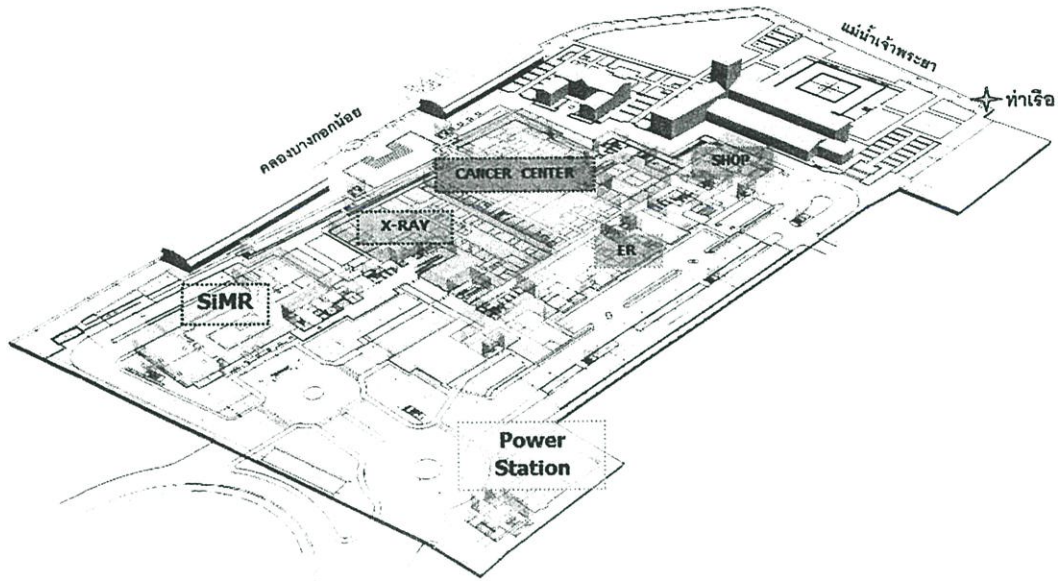 แม่น้ำเจ้าพระยา
ท่าเรือ
คลองบางกอกน้อย
CANCER CENTER
SHOP
X-RAY
ER
SiMR
Power
Station